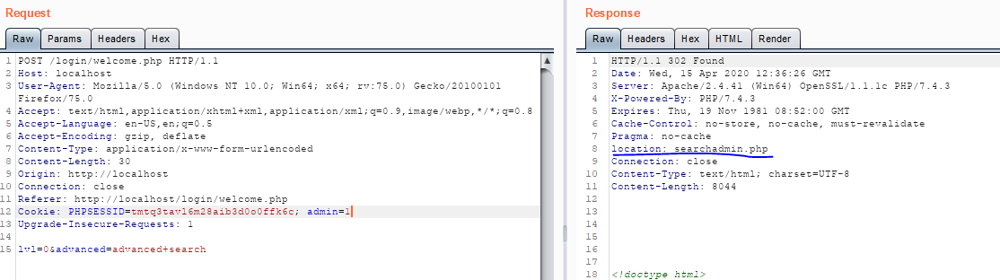 Request
Raw Params Headers Hex
1 POST /login/welcome.php HTTP/1.1
2 Host: localhost
3 User-Agent: Mozilla/5.0 (Windows NT 10.0; Win64; x64; rv:75.0) Gecko/20100101
Firefox/75.0
4 Accept: text/html,application/xhtml+xml,application/xml;q=0.9,image/webp,*/*;q=0.8
5 Accept-Language: en-US,en;q=0.5
6 Accept-Encoding: gzip, deflate
7 Content-Type: application/x-www-form-urlencoded
8 Content-Length: 30
9 Origin: http://localhost
10 Connection: close
11 Referer: http://localhost/login/welcome.php
12 Cookie: PHPSESSID=tmtq3tavl6m28aib3d0o0ffk6c; admin=1
13 Upgrade-Insecure-Requests: 1
14
15 lvl=0&advanced=advanced+search
Response
Raw Headers Hex HTML Render
1 HTTP/1.1 302 Found
2 Date: Wed, 15 Apr 2020 12:36:26 GMT
3 Server: Apache/2.4.41 (Win64) OpenSSL/1.1.1c PHP/7.4.3
4 X-Powered-By: PHP/7.4.3
5 Expires: Thu, 19 Nov 1981 08:52:00 GMT
6 Cache-Control: no-store, no-cache, must-revalidate
7 Pragma: no-cache
8 location: searchadmin.php
9 Connection: close
10 Content-Type: text/html; charset=UTF-8
11 Content-Length: 8044
12
13
14
15
16
17
18 <!doctype html>